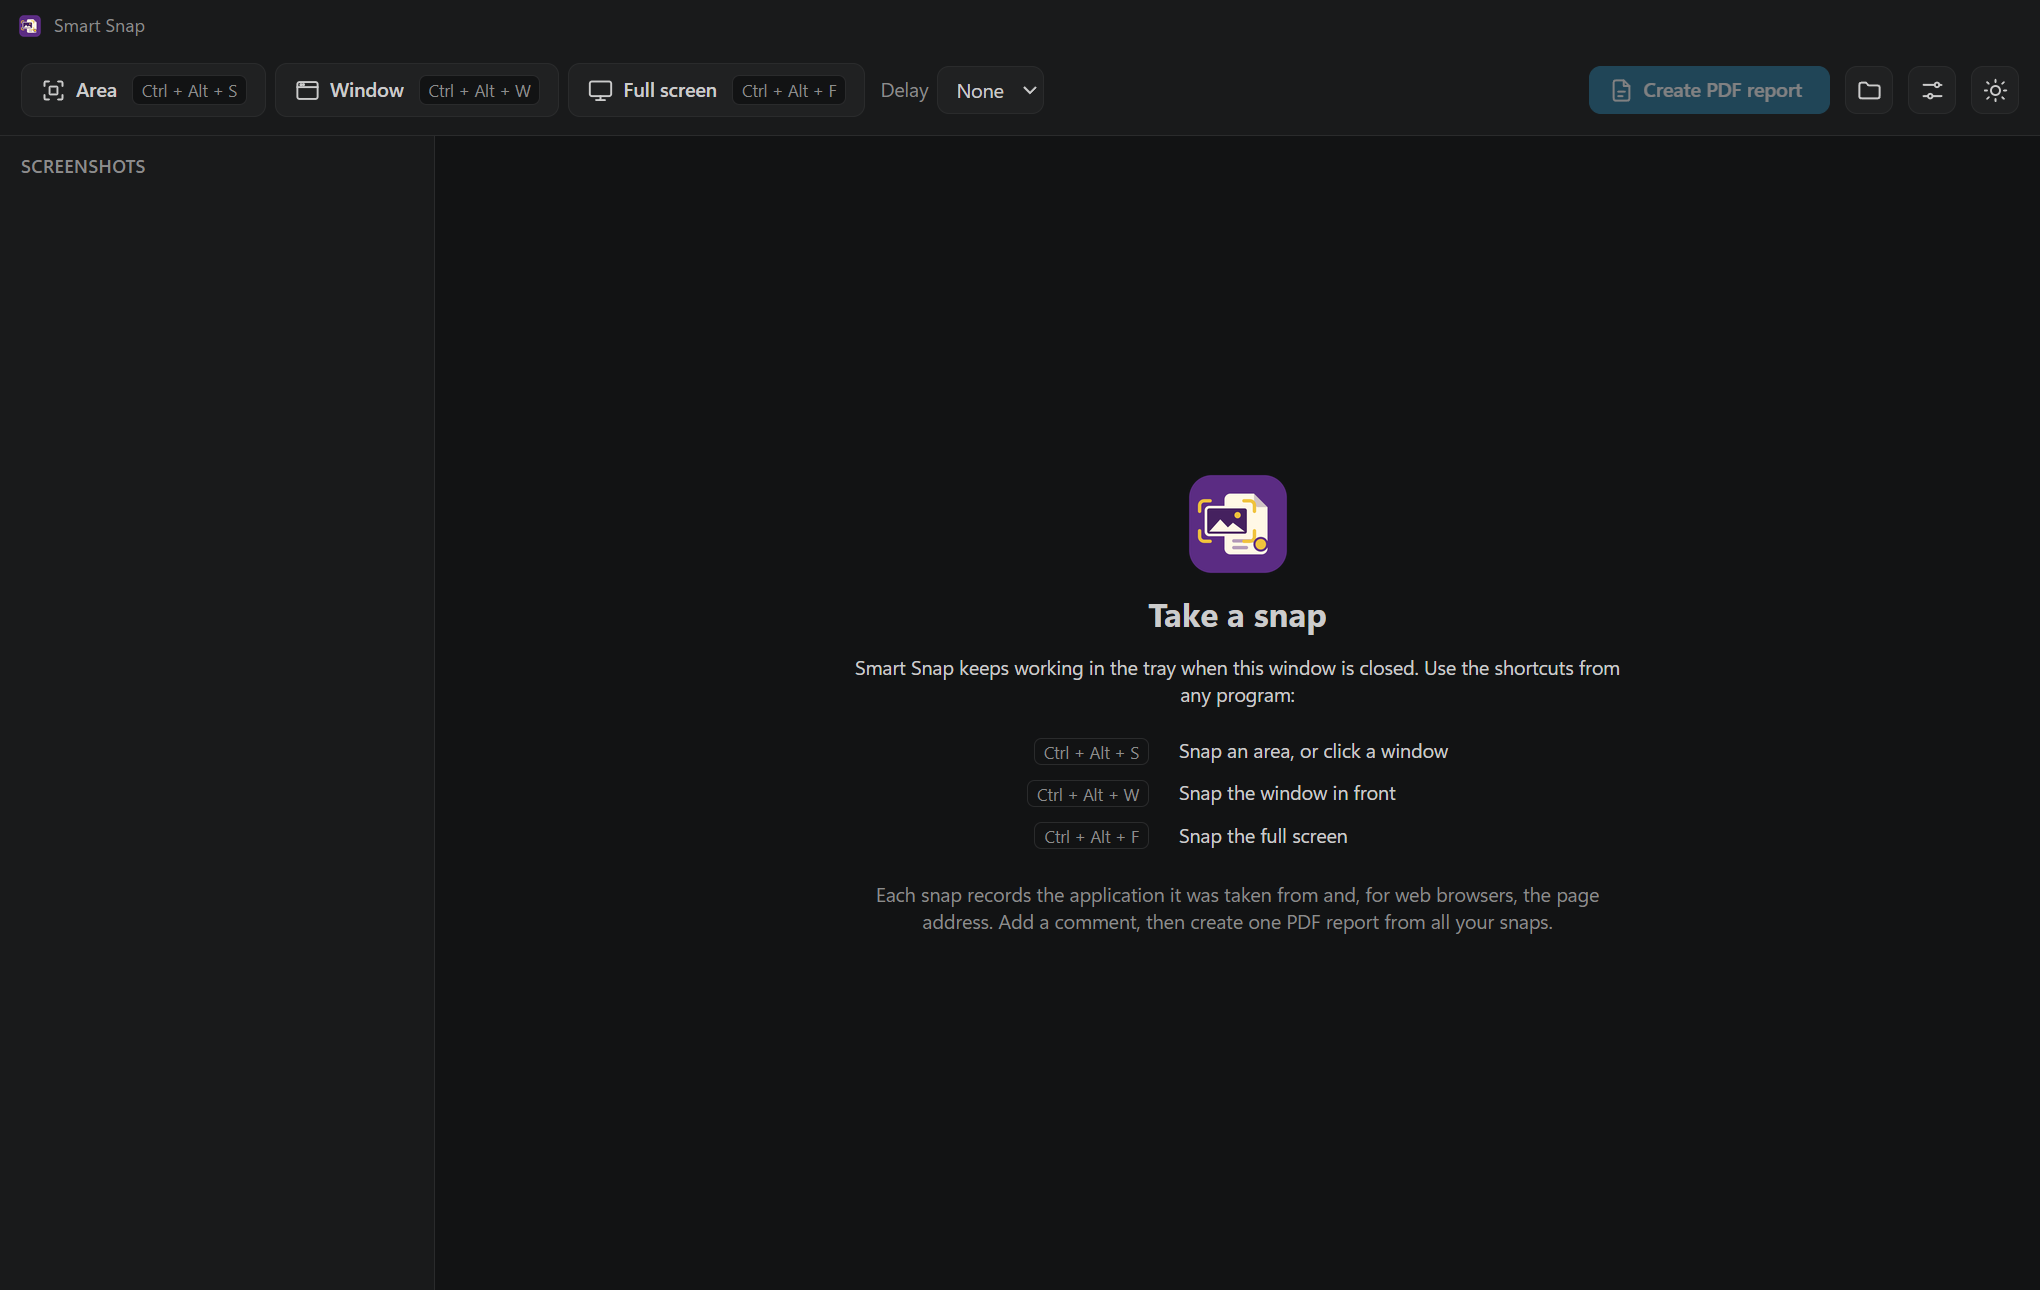 Smart Snap
Area Ctrl + Alt + S Window Ctrl + Alt + W Full screen Ctrl + Alt + F Delay None Create PDF report
SCREENSHOTS
Take a snap
Smart Snap keeps working in the tray when this window is closed. Use the shortcuts from
any program:
Ctrl + Alt + S Snap an area, or click a window
Ctrl + Alt + W Snap the window in front
Ctrl + Alt + F Snap the full screen
Each snap records the application it was taken from and, for web browsers, the page
address. Add a comment, then create one PDF report from all your snaps.